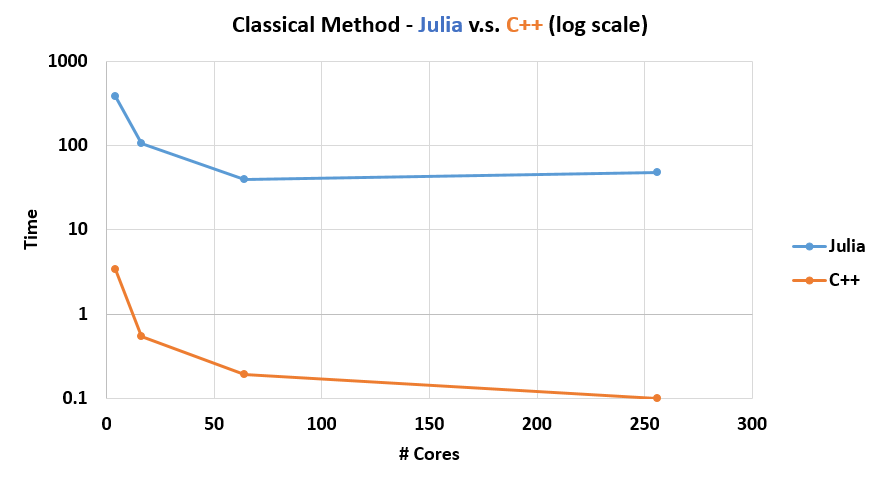 Classical Method - Julia v.s. C++ (log scale)
1000
100
10
1
0.1
Time
0 50 100 150 200 250 300
# Cores
Julia
C++